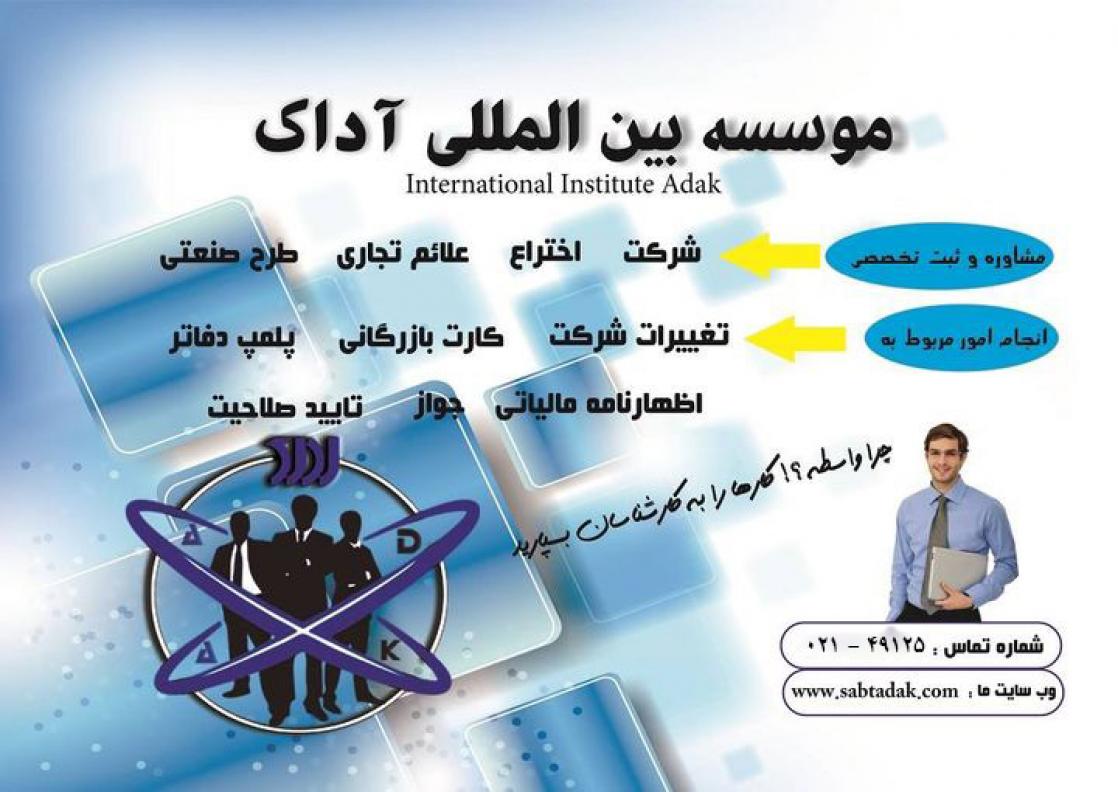 موسسه بین المللی آداک
International Institute Adak
مشاوره و ثبت تخصصی شرکت اختراع علائم تجاری طرح صنعتی
انجام امور مربوط به تغییرات شرکت کارت بازرگانی پلمپ دفاتر
اظهارنامه مالیاتی جواز تایید صلاحیت
چرا واسطه؟! کارها را به کارشناسان بسپارید
A D
A K
شماره تماس : ۴۹۱۲۵ - ۰۲۱
وب سایت ما : www.sabtadak.com